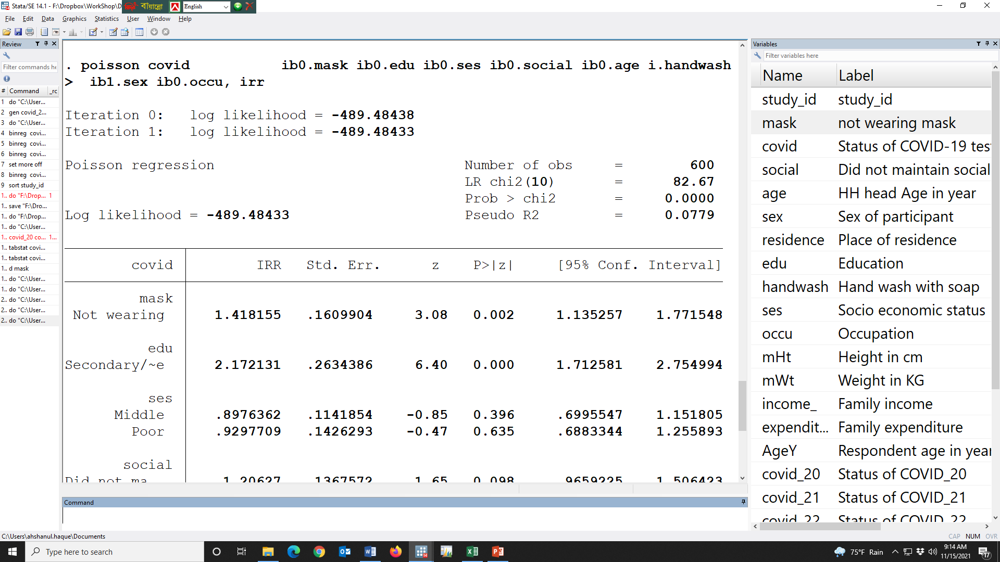 Stata/SE 14.1 - F:\Dropbox\WorkShop\D
বায়ান্নো
English
File Edit Data Graphics Statistics User Window Help
Review
Filter commands he
# Command _rc
1 do "C:\User...
2 gen covid_2...
3 do "C:\User...
4 binreg covi...
5 binreg covi...
6 binreg covi...
7 set more off
8 binreg covi...
9 sort study_id
1.. do "F:\Drop... 1
1.. save "F:\Dro...
1.. do "F:\Drop...
1.. do "C:\User...
1.. covid_20 co... 1...
1.. tabstat covi...
1.. tabstat covi...
1.. d mask
1.. do "C:\User...
1.. do "C:\User...
2.. do "C:\User...
2.. do "C:\User...
2.. do "C:\User...
. poisson covid ib0.mask ib0.edu ib0.ses ib0.social ib0.age i.handwash
> ib1.sex ib0.occu, irr
Iteration 0: log likelihood = -489.48438
Iteration 1: log likelihood = -489.48433
Poisson regression Number of obs = 600
LR chi2(10) = 82.67
Prob > chi2 = 0.0000
Log likelihood = -489.48433 Pseudo R2 = 0.0779
covid IRR Std. Err. z P>|z| [95% Conf. Interval]
mask
Not wearing 1.418155 .1609904 3.08 0.002 1.135257 1.771548
edu
Secondary/~e 2.172131 .2634386 6.40 0.000 1.712581 2.754994
ses
Middle .8976362 .1141854 -0.85 0.396 .6995547 1.151805
Poor .9297709 .1426293 -0.47 0.635 .6883344 1.255893
social
Did not ma 1.20627 .1367572 1.65 0.098 .9659225 1.506423
Command
Variables
Filter variables here
Name Label
study_id study_id
mask not wearing mask
covid Status of COVID-19 tes
social Did not maintain social
age HH head Age in year
sex Sex of participant
residence Place of residence
edu Education
handwash Hand wash with soap
ses Socio economic status
occu Occupation
mHt Height in cm
mWt Weight in KG
income_ Family income
expendit... Family expenditure
AgeY Respondent age in year
covid_20 Status of COVID_20
covid_21 Status of COVID_21
covid_22 Status of COVID_22
C:\Users\ahshanul.haque\Documents
CAP NUM OVR
Type here to search
14
75°F Rain
9:14 AM
11/15/2021
17